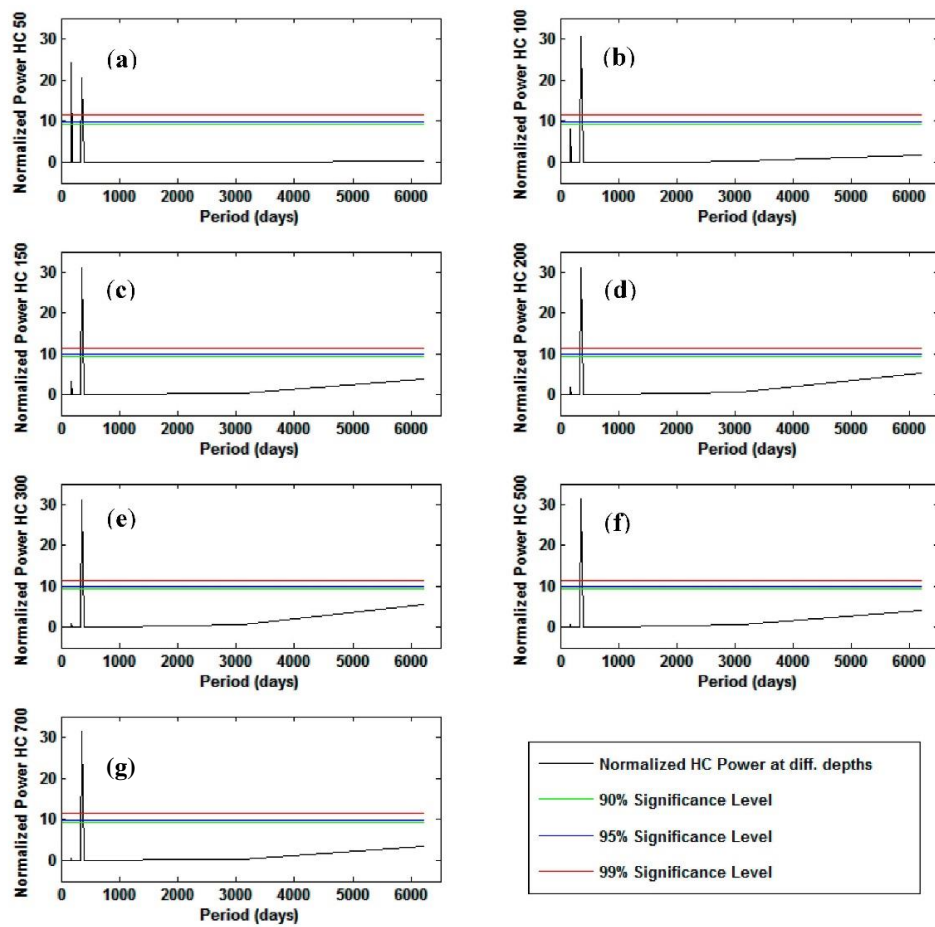 Normalized Power HC 50
30
20
10
0
(a)
0 1000 2000 3000 4000 5000 6000
Period (days)
Normalized Power HC 100
30
20
10
0
(b)
0 1000 2000 3000 4000 5000 6000
Period (days)
Normalized Power HC 150
30
20
10
0
(c)
0 1000 2000 3000 4000 5000 6000
Period (days)
Normalized Power HC 200
30
20
10
0
(d)
0 1000 2000 3000 4000 5000 6000
Period (days)
Normalized Power HC 300
30
20
10
0
(e)
0 1000 2000 3000 4000 5000 6000
Period (days)
Normalized Power HC 500
30
20
10
0
(f)
0 1000 2000 3000 4000 5000 6000
Period (days)
Normalized Power HC 700
30
20
10
0
(g)
0 1000 2000 3000 4000 5000 6000
Period (days)
Normalized HC Power at diff. depths
90% Significance Level
95% Significance Level
99% Significance Level